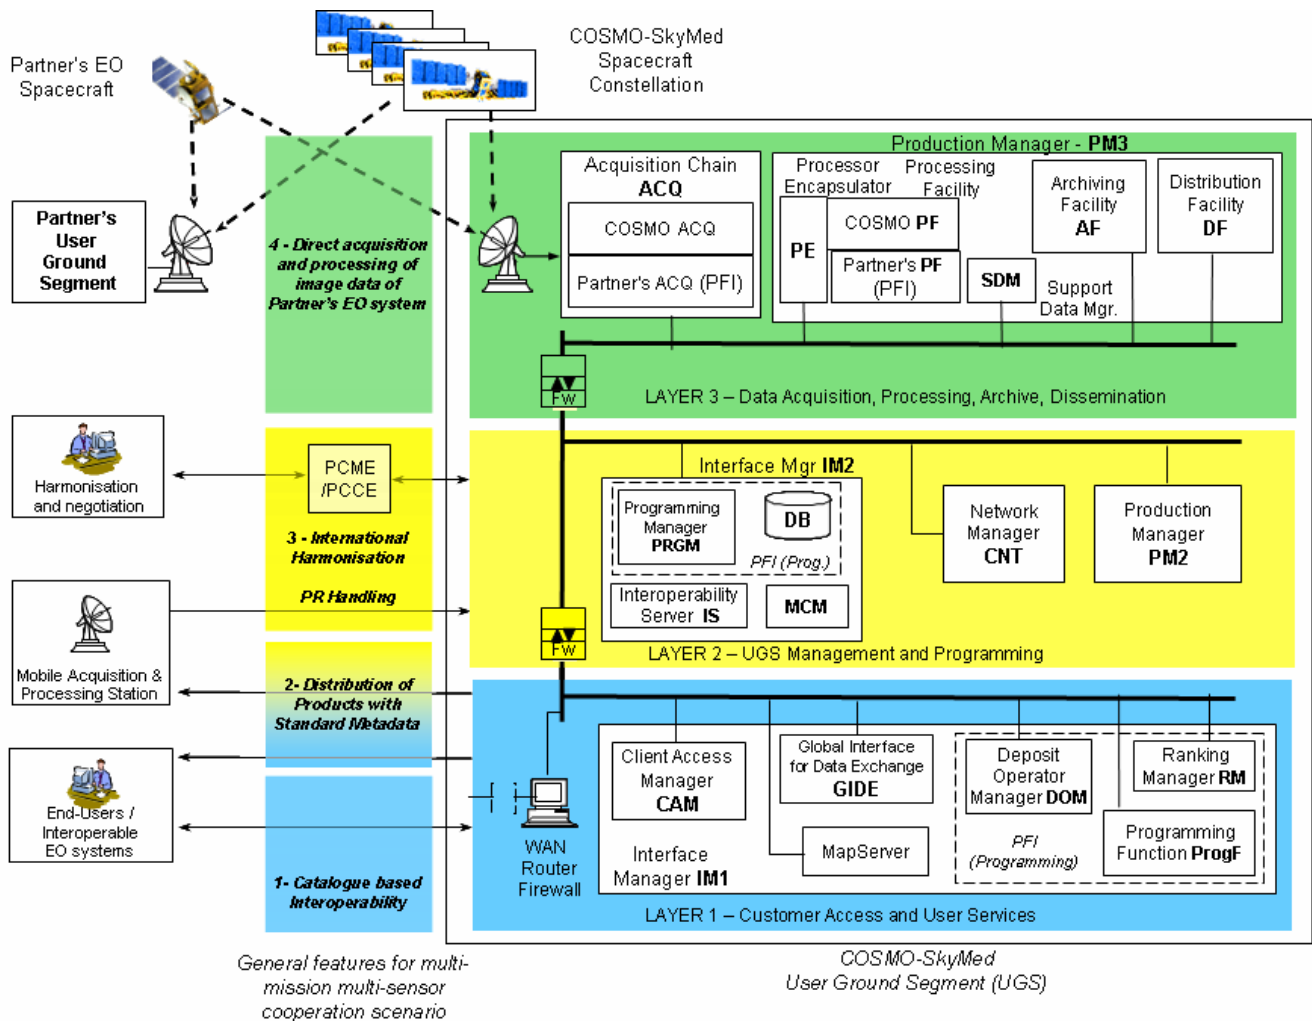 Partner's EO
Spacecraft
COSMO-SkyMed
Spacecraft
Constellation
Partner's
User
Ground
Segment
4 - Direct acquisition
and processing of
image data of
Partner's EO system
Production Manager - PM3
Acquisition Chain
ACQ
COSMO ACQ
Partner's ACQ (PFI)
Processor
Encapsulator
Processing
Facility
PE
COSMO PF
Partner's PF
(PFI)
SDM
Support
Data Mgr.
Archiving
Facility
AF
Distribution
Facility
DF
FW
LAYER 3 – Data Acquisition, Processing, Archive, Dissemination
Harmonisation
and negotiation
PCME
/PCCE
3 - International
Harmonisation
PR Handling
Interface Mgr IM2
Programming
Manager
PRGM
DB
PFI (Prog.)
Interoperability
Server IS
MCM
Network
Manager
CNT
Production
Manager
PM2
FW
LAYER 2 – UGS Management and Programming
Mobile Acquisition &
Processing Station
2- Distribution of
Products with
Standard Metadata
End-Users /
Interoperable
EO systems
1- Catalogue based
Interoperability
WAN
Router
Firewall
Client Access
Manager
CAM
Interface
Manager IM1
Global Interface
for Data Exchange
GIDE
MapServer
Deposit
Operator
Manager DOM
PFI
(Programming)
Ranking
Manager RM
Programming
Function ProgF
LAYER 1 – Customer Access and User Services
General features for multi-
mission multi-sensor
cooperation scenario
COSMO-SkyMed
User Ground Segment (UGS)